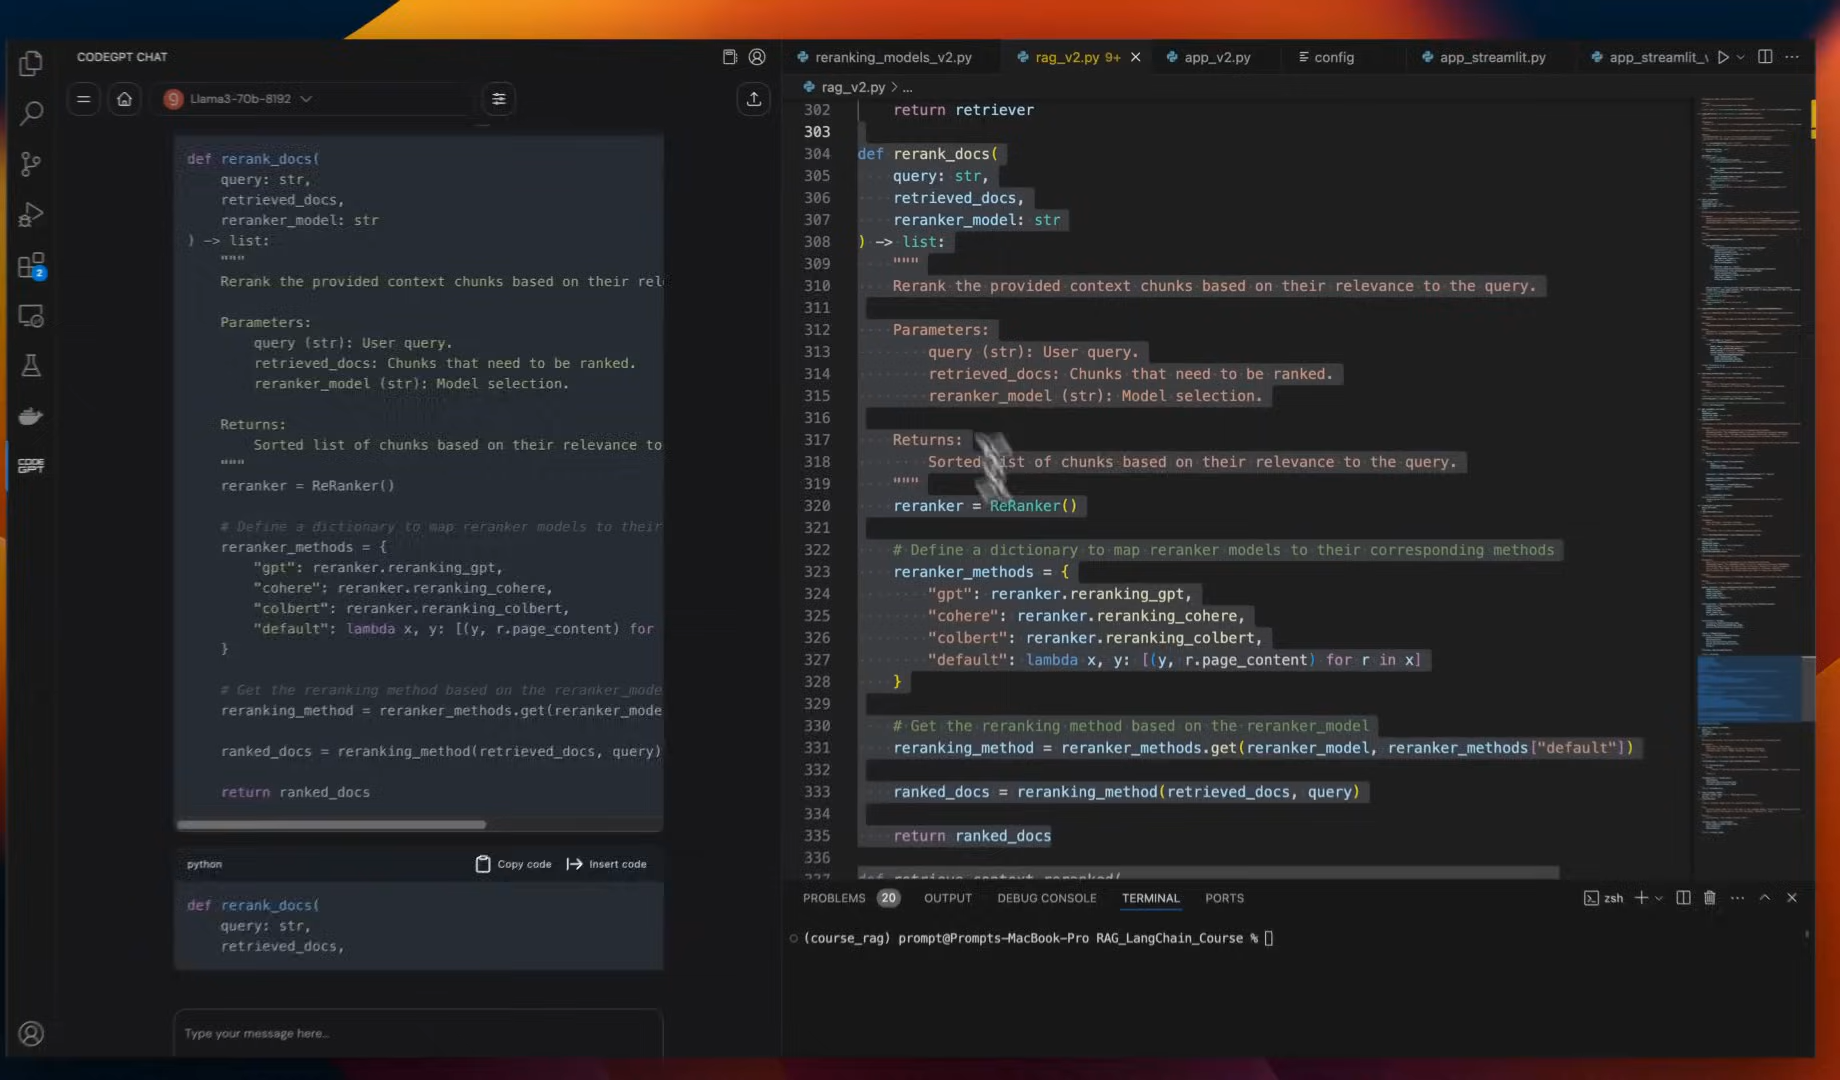 CODEGPT CHAT
Llama3-70b-8192
def rerank_docs(
query: str,
retrieved_docs,
reranker_model: str
) -> list:
"""
Rerank the provided context chunks based on their rel
Parameters:
query (str): User query.
retrieved_docs: Chunks that need to be ranked.
reranker_model (str): Model selection.
Returns:
Sorted list of chunks based on their relevance to
"""
reranker = ReRanker()
# Define a dictionary to map reranker models to their
reranker_methods = {
"gpt": reranker.reranking_gpt,
"cohere": reranker.reranking_cohere,
"colbert": reranker.reranking_colbert,
"default": lambda x, y: [(y, r.page_content) for
}
# Get the reranking method based on the reranker_mode
reranking_method = reranker_methods.get(reranker_mode
ranked_docs = reranking_method(retrieved_docs, query)
return ranked_docs
python Copy code Insert code
def rerank_docs(
query: str,
retrieved_docs,
Type your message here...
2
CODE
GPT
reranking_models_v2.py rag_v2.py 9+ app_v2.py config app_streamlit.py app_streamlit_v
rag_v2.py > ...
302 return retriever
303
304 def rerank_docs(
305 query: str,
306 retrieved_docs,
307 reranker_model: str
308 ) -> list:
309 """
310 Rerank the provided context chunks based on their relevance to the query.
311
312 Parameters:
313 query (str): User query.
314 retrieved_docs: Chunks that need to be ranked.
315 reranker_model (str): Model selection.
316
317 Returns:
318 Sorted list of chunks based on their relevance to the query.
319 """
320 reranker = ReRanker()
321
322 # Define a dictionary to map reranker models to their corresponding methods
323 reranker_methods = {
324 "gpt": reranker.reranking_gpt,
325 "cohere": reranker.reranking_cohere,
326 "colbert": reranker.reranking_colbert,
327 "default": lambda x, y: [(y, r.page_content) for r in x]
328 }
329
330 # Get the reranking method based on the reranker_model
331 reranking_method = reranker_methods.get(reranker_model, reranker_methods["default"])
332
333 ranked_docs = reranking_method(retrieved_docs, query)
334
335 return ranked_docs
336
337 def retrieve_context_reranked(
PROBLEMS 20 OUTPUT DEBUG CONSOLE TERMINAL PORTS zsh
(course_rag) prompt@Prompts-MacBook-Pro RAG_LangChain_Course %